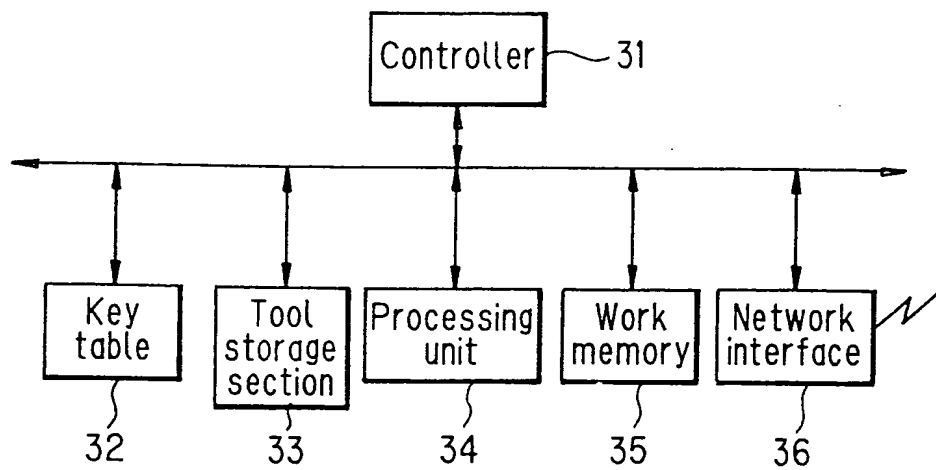 Controller
31
Key
table
Tool
storage
section
Processing
unit
Work
memory
Network
interface
32
33
34
35
36